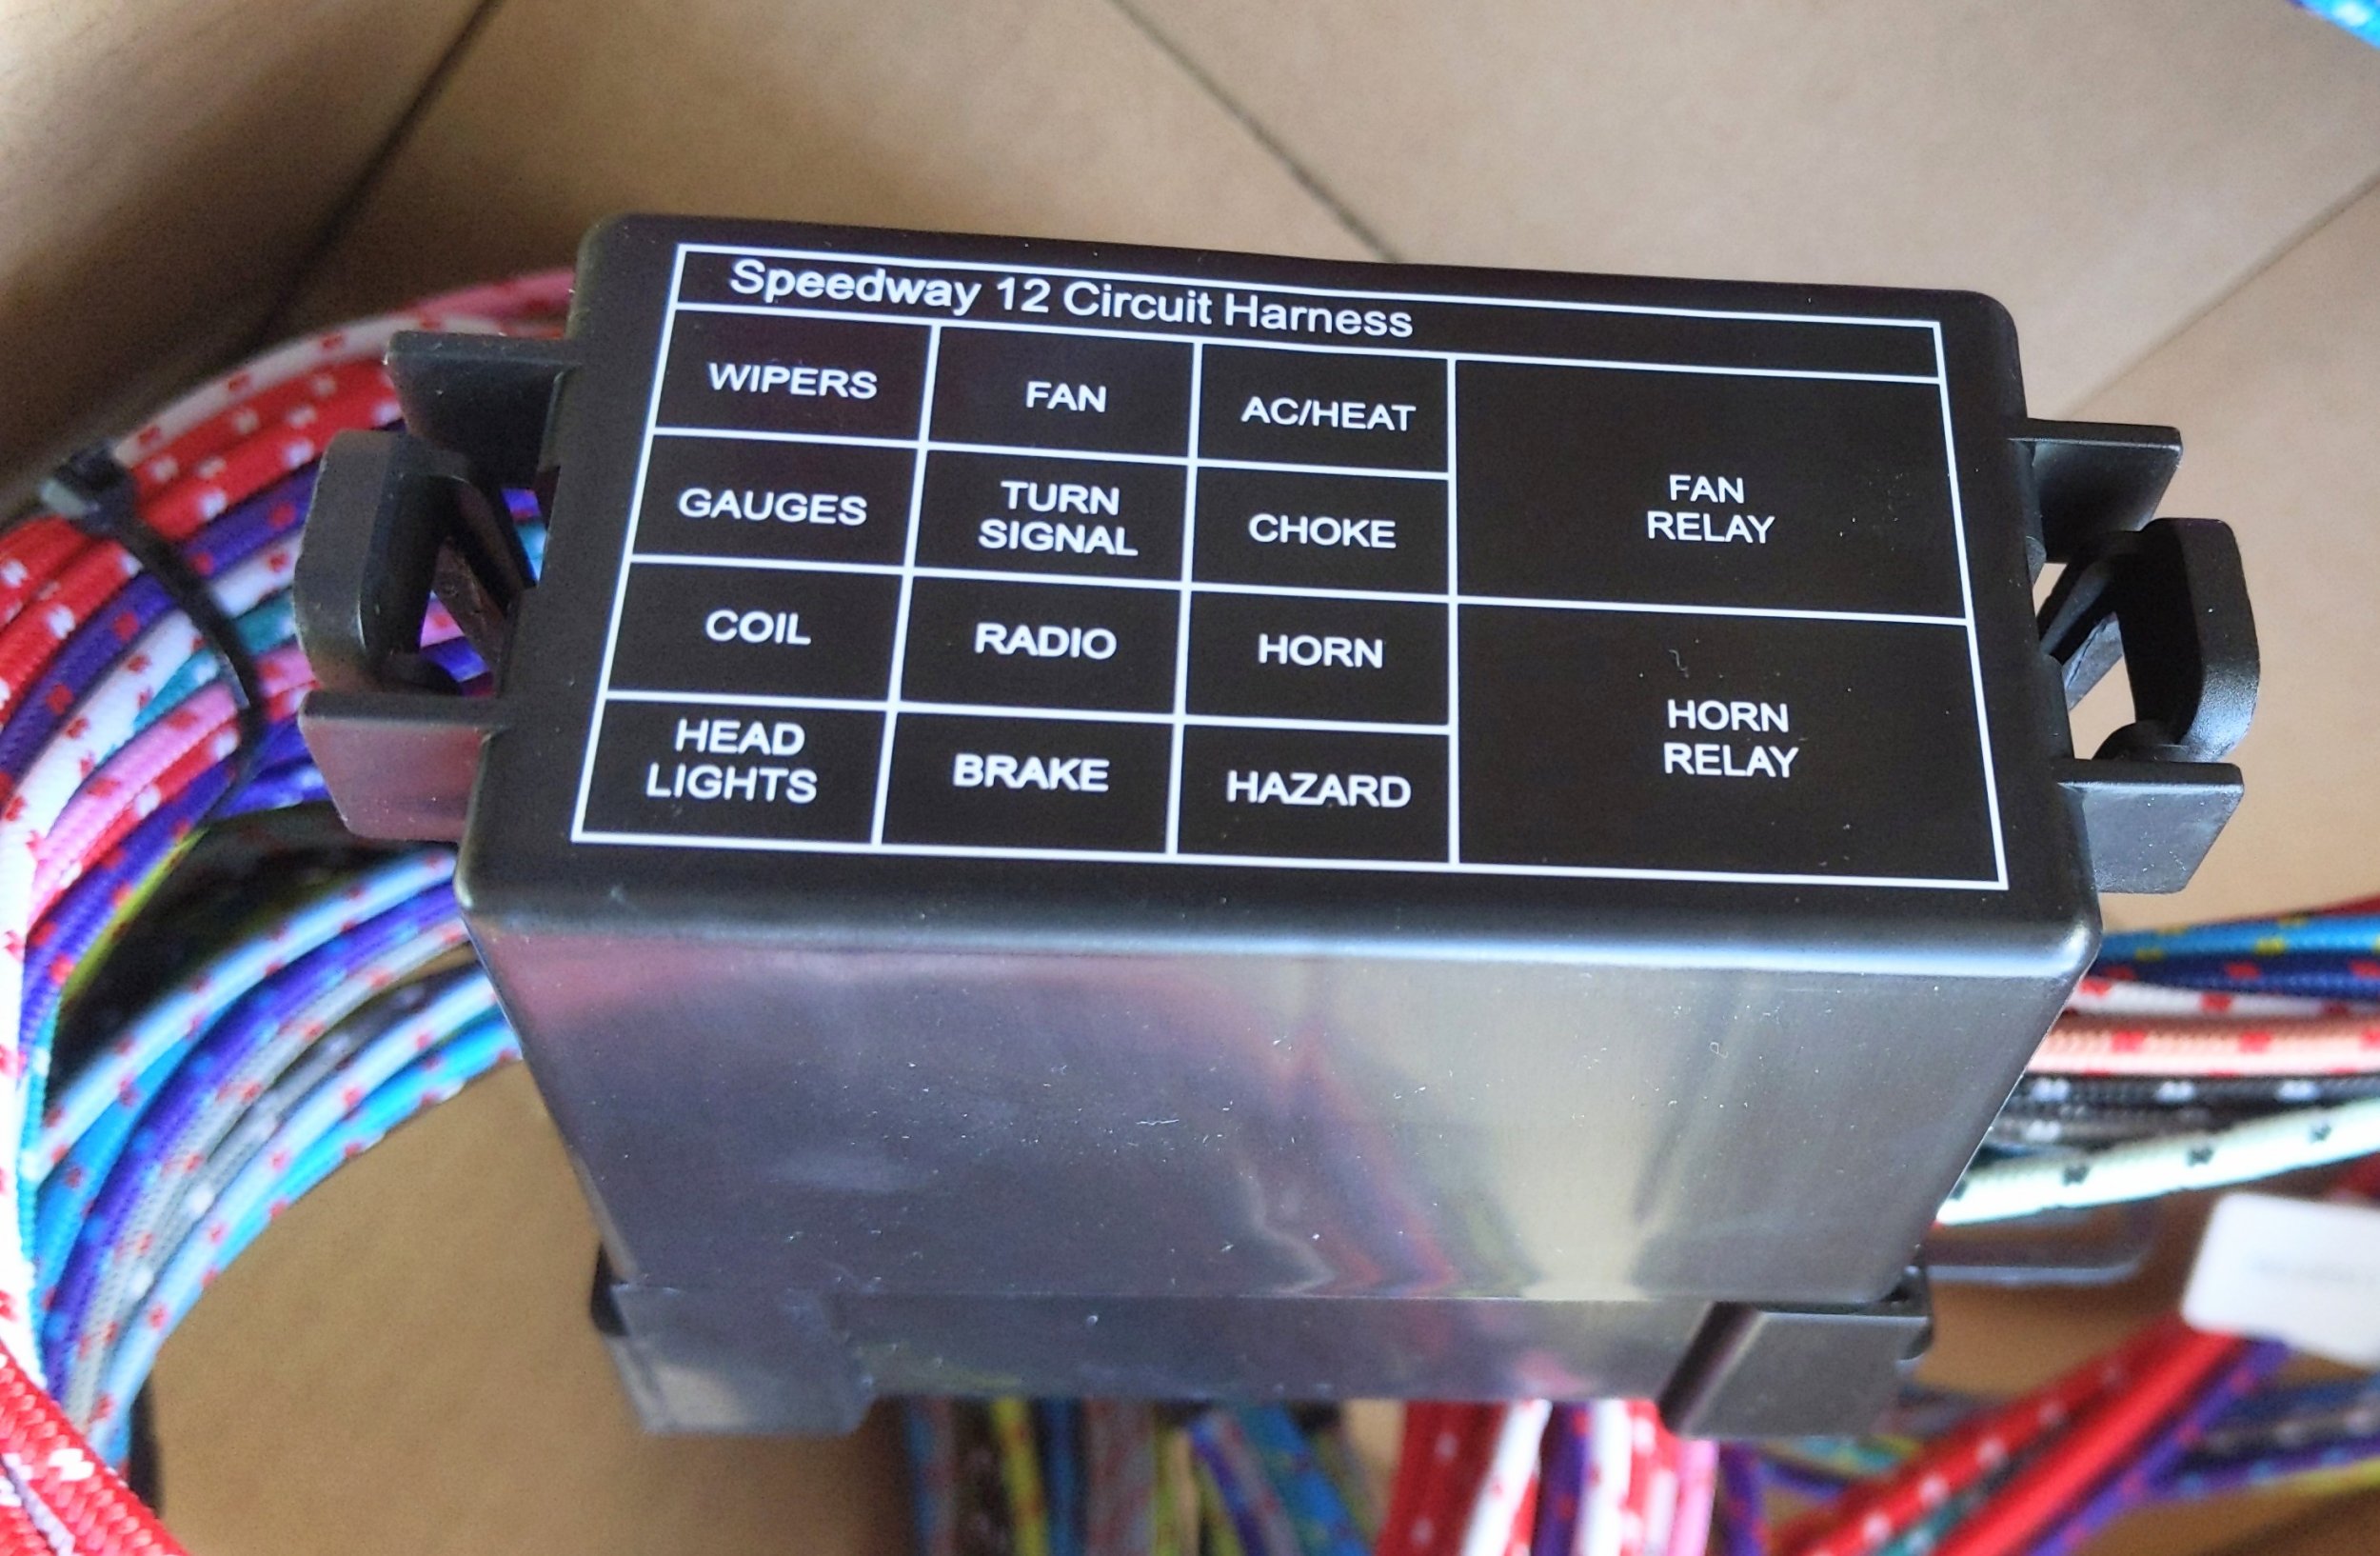 Speedway 12 Circuit Harness
WIPERS
FAN
AC/HEAT
FAN
RELAY
GAUGES
TURN
SIGNAL
CHOKE
COIL
RADIO
HORN
HORN
RELAY
HEAD
LIGHTS
BRAKE
HAZARD